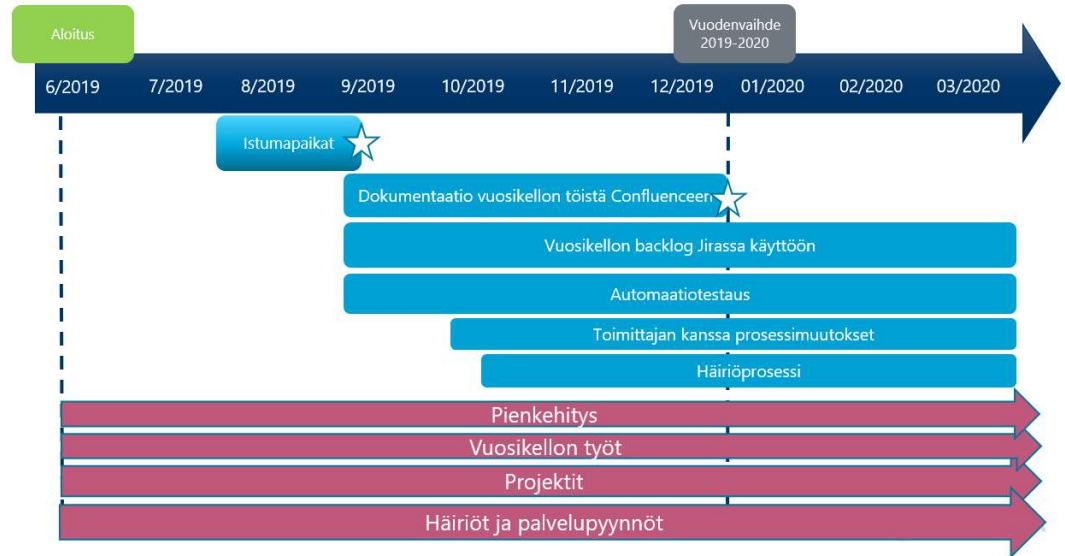 Aloitus
Vuodenvaihde
2019-2020
6/2019 7/2019 8/2019 9/2019 10/2019 11/2019 12/2019 01/2020 02/2020 03/2020
Istumapaikat
Dokumentaatio vuosikellon töistä Confluenceen
Vuosikellon backlog Jirassa käyttöön
Automaatiotestaus
Toimittajan kanssa prosessimuutokset
Häiriöprosessi
Pienkehitys
Vuosikellon työt
Projektit
Häiriöt ja palvelupyynnöt